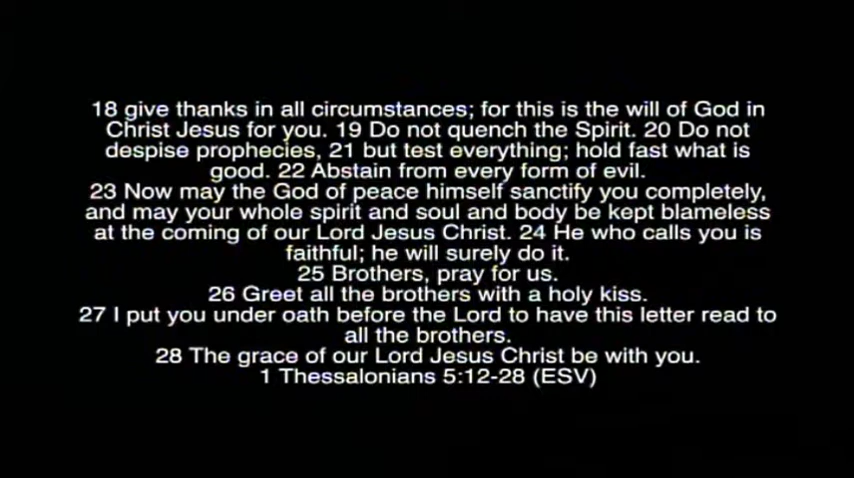 18 give thanks in all circumstances; for this is the will of God in
Christ Jesus for you. 19 Do not quench the Spirit. 20 Do not
despise prophecies, 21 but test everything; hold fast what is
good. 22 Abstain from every form of evil.
23 Now may the God of peace himself sanctify you completely,
and may your whole spirit and soul and body be kept blameless
at the coming of our Lord Jesus Christ. 24 He who calls you is
faithful; he will surely do it.
25 Brothers, pray for us.
26 Greet all the brothers with a holy kiss.
27 I put you under oath before the Lord to have this letter read to
all the brothers.
28 The grace of our Lord Jesus Christ be with you.
1 Thessalonians 5:12-28 (ESV)